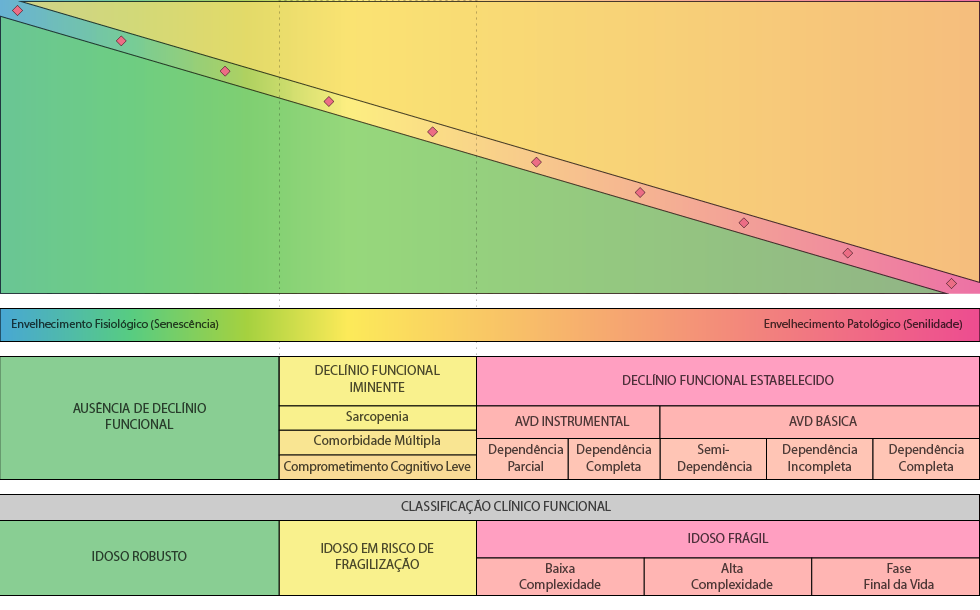 Envelhecimento Fisiológico (Senescência)
Envelhecimento Patológico (Senilidade)
AUSÊNCIA DE DECLÍNIO
FUNCIONAL
DECLÍNIO FUNCIONAL
IMINENTE
Sarcopenia
Comorbidade Múltipla
Comprometimento Cognitivo Leve
DECLÍNIO FUNCIONAL ESTABELECIDO
AVD INSTRUMENTAL
AVD BÁSICA
Dependência
Parcial
Dependência
Completa
Semi-
Dependência
Dependência
Incompleta
Dependência
Completa
CLASSIFICAÇÃO CLÍNICO FUNCIONAL
IDOSO ROBUSTO
IDOSO EM RISCO DE
FRAGILIZAÇÃO
IDOSO FRÁGIL
Baixa
Complexidade
Alta
Complexidade
Fase
Final da Vida